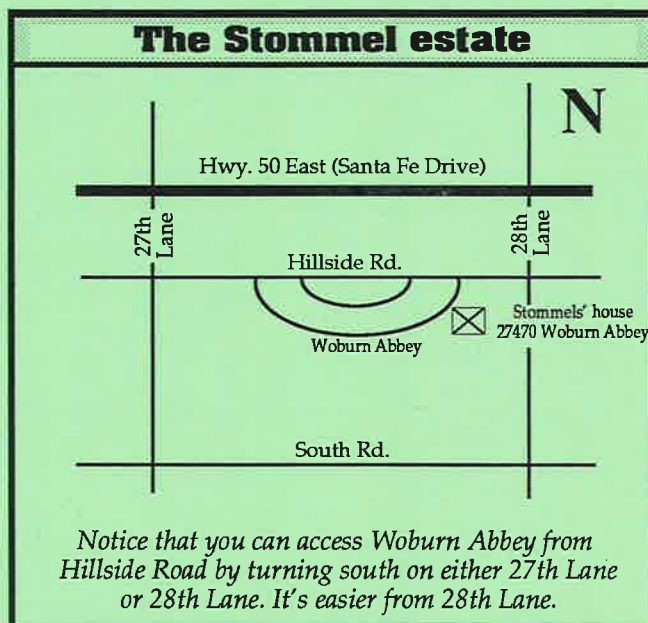 The Stommel estate
N
Hwy. 50 East (Santa Fe Drive)
27th
Lane
28th
Lane
Hillside Rd.
Stommels' house
27470 Woburn Abbey
Woburn Abbey
South Rd.
Notice that you can access Woburn Abbey from
Hillside Road by turning south on either 27th Lane
or 28th Lane. It's easier from 28th Lane.